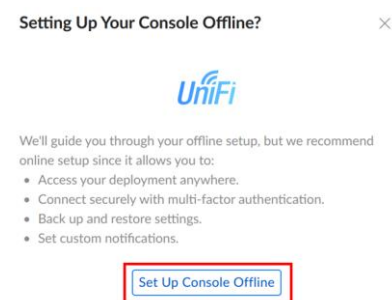 Setting Up Your Console Offline?
UniFi
We'll guide you through your offline setup, but we recommend
online setup since it allows you to:
• Access your deployment anywhere.
• Connect securely with multi-factor authentication.
• Back up and restore settings.
• Set custom notifications.
Set Up Console Offline